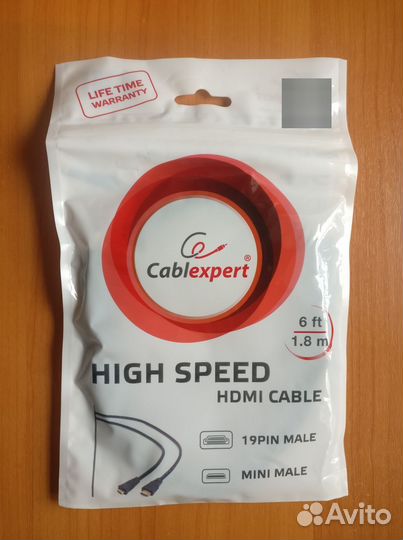 LIFE TIME
WARRANTY
Cablexpert®
6 ft
1.8 m
HIGH SPEED
HDMI CABLE
19PIN MALE
MINI MALE
Avito